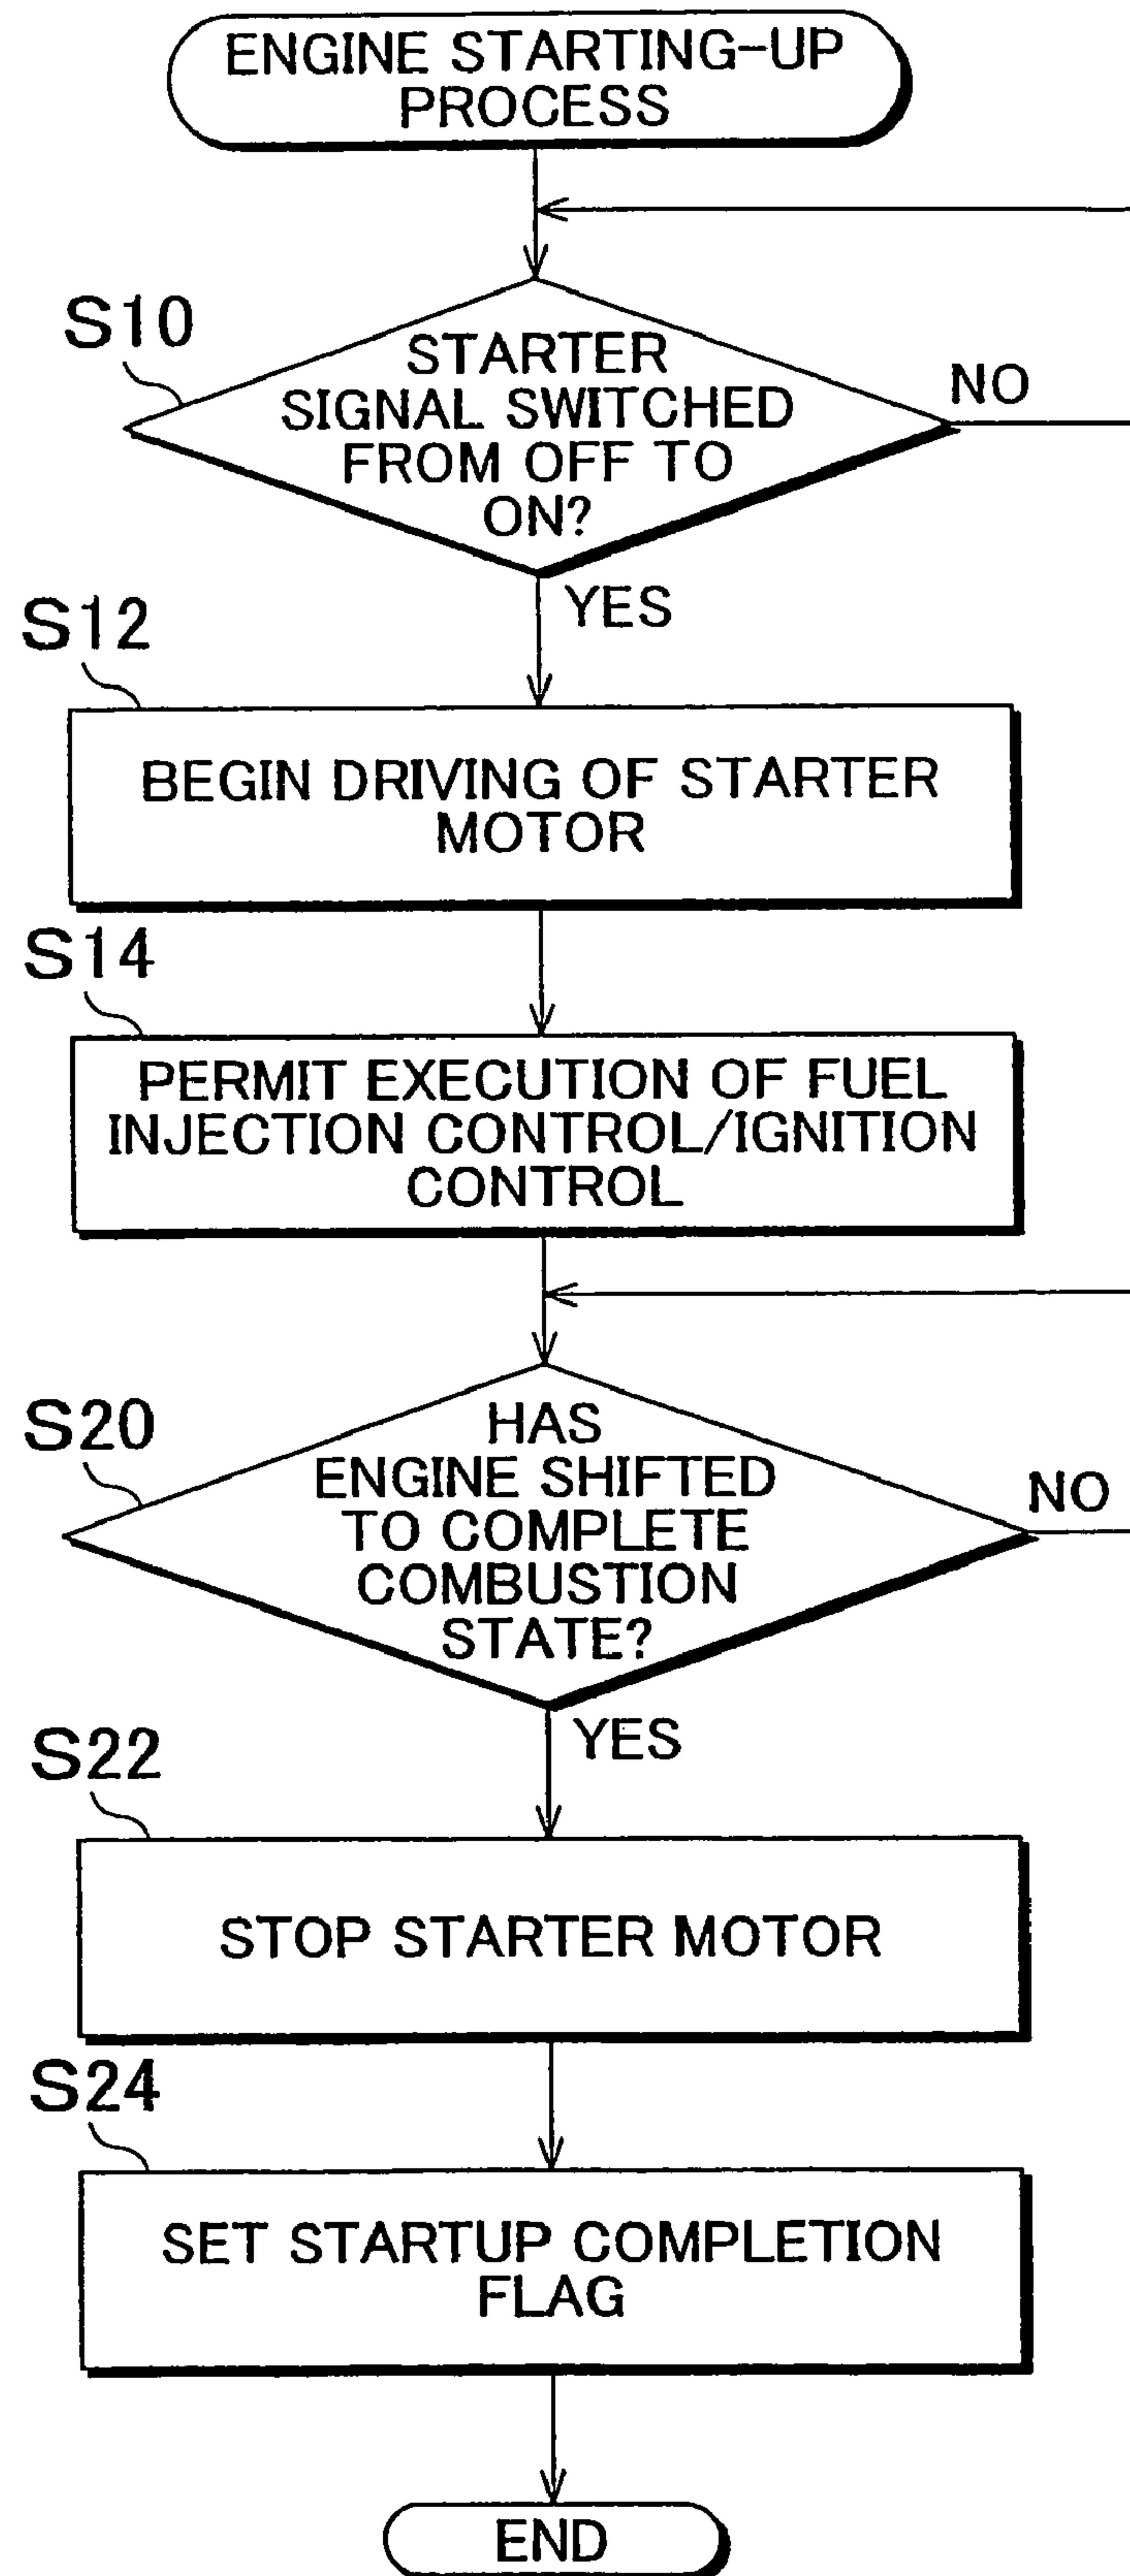 ENGINE STARTING-UP
PROCESS
S10
STARTER
SIGNAL SWITCHED
FROM OFF TO
ON?
NO
YES
S12
BEGIN DRIVING OF STARTER
MOTOR
S14
PERMIT EXECUTION OF FUEL
INJECTION CONTROL/IGNITION
CONTROL
S20
HAS
ENGINE SHIFTED
TO COMPLETE
COMBUSTION
STATE?
NO
YES
S22
STOP STARTER MOTOR
S24
SET STARTUP COMPLETION
FLAG
END